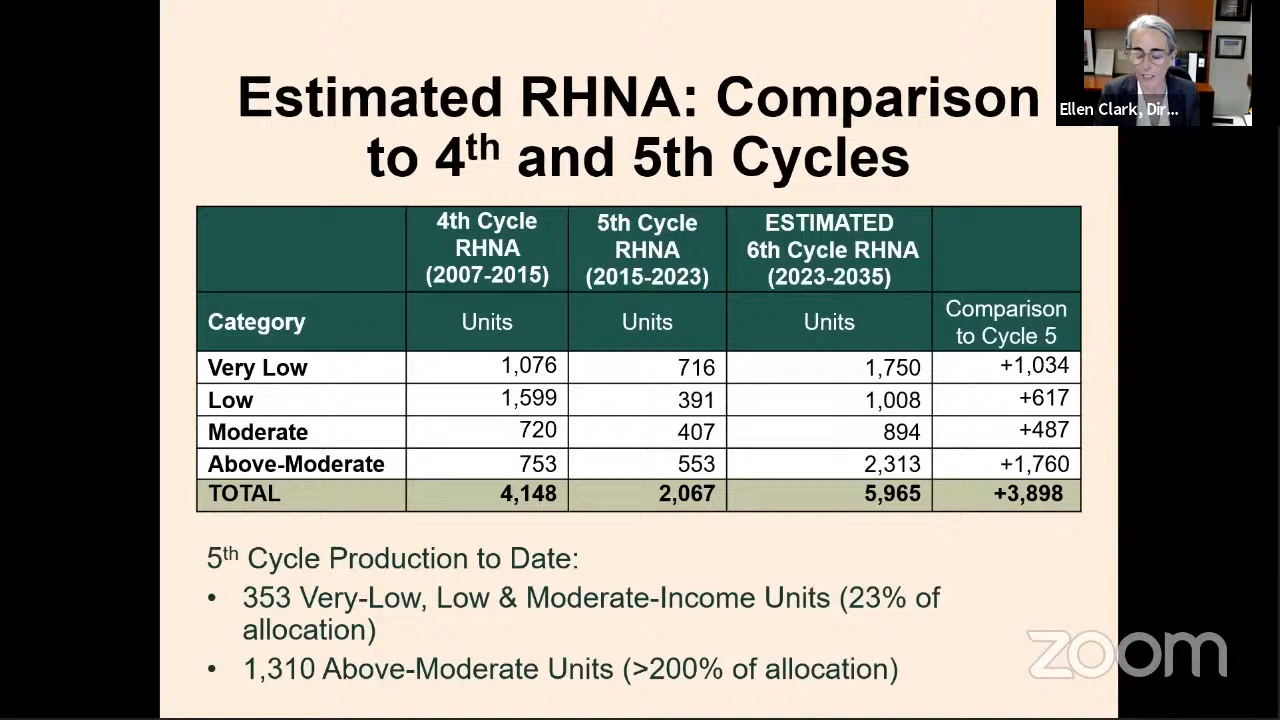 Estimated RHNA: Comparison
to 4th and 5th Cycles
Ellen Clark, Dir...
4th Cycle RHNA (2007-2015) 5th Cycle RHNA (2015-2023) ESTIMATED 6th Cycle RHNA (2023-2035)
Category Units Units Units Comparison to Cycle 5
Very Low 1,076 716 1,750 +1,034
Low 1,599 391 1,008 +617
Moderate 720 407 894 +487
Above-Moderate 753 553 2,313 +1,760
TOTAL 4,148 2,067 5,965 +3,898
5th Cycle Production to Date:
• 353 Very-Low, Low & Moderate-Income Units (23% of
allocation)
• 1,310 Above-Moderate Units (>200% of allocation)
zoom